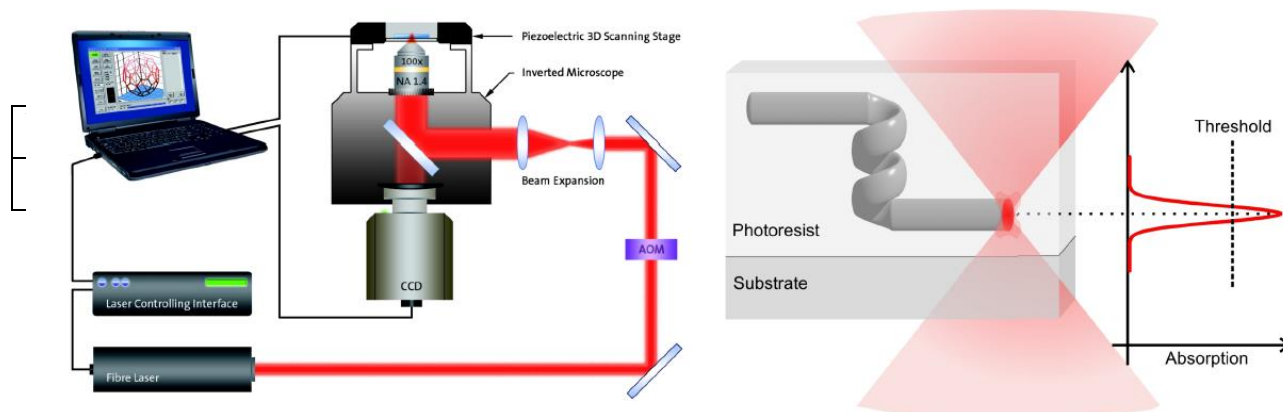 Piezoelectric 3D Scanning Stage
100x
NA 1.4
Inverted Microscope
Beam Expansion
AOM
CCD
Laser Controlling Interface
Fibre Laser
Threshold
Photoresist
Substrate
Absorption